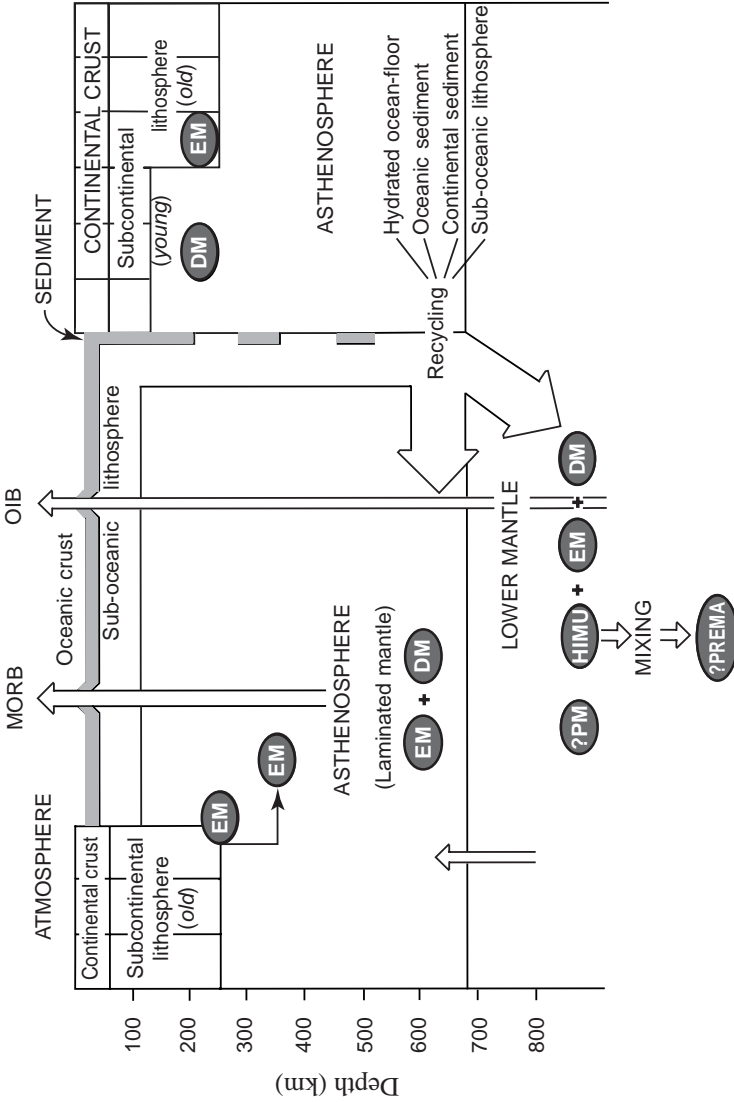 ATMOSPHERE
MORB
OIB
SEDIMENT
Continental crust
Oceanic crust
CONTINENTAL CRUST
Subcontinental
lithosphere
(old)
Sub-oceanic
lithosphere
Subcontinental
(young)
lithosphere
(old)
EM
EM
DM
EM
ASTHENOSPHERE
(Laminated mantle)
EM + DM
ASTHENOSPHERE
Recycling
Hydrated ocean-floor
Oceanic sediment
Continental sediment
Sub-oceanic lithosphere
LOWER MANTLE
?PM
HIMU + EM + DM
MIXING
?PREMA
Depth (km)
100
200
300
400
500
600
700
800